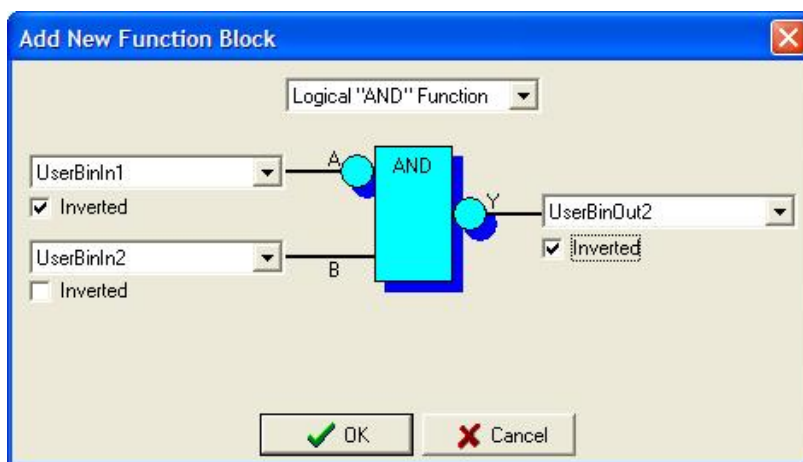 Add New Function Block
Logical "AND" Function
UserBinIn1
Inverted
A
AND
Y
UserBinOut2
Inverted
UserBinIn2
Inverted
B
OK
Cancel